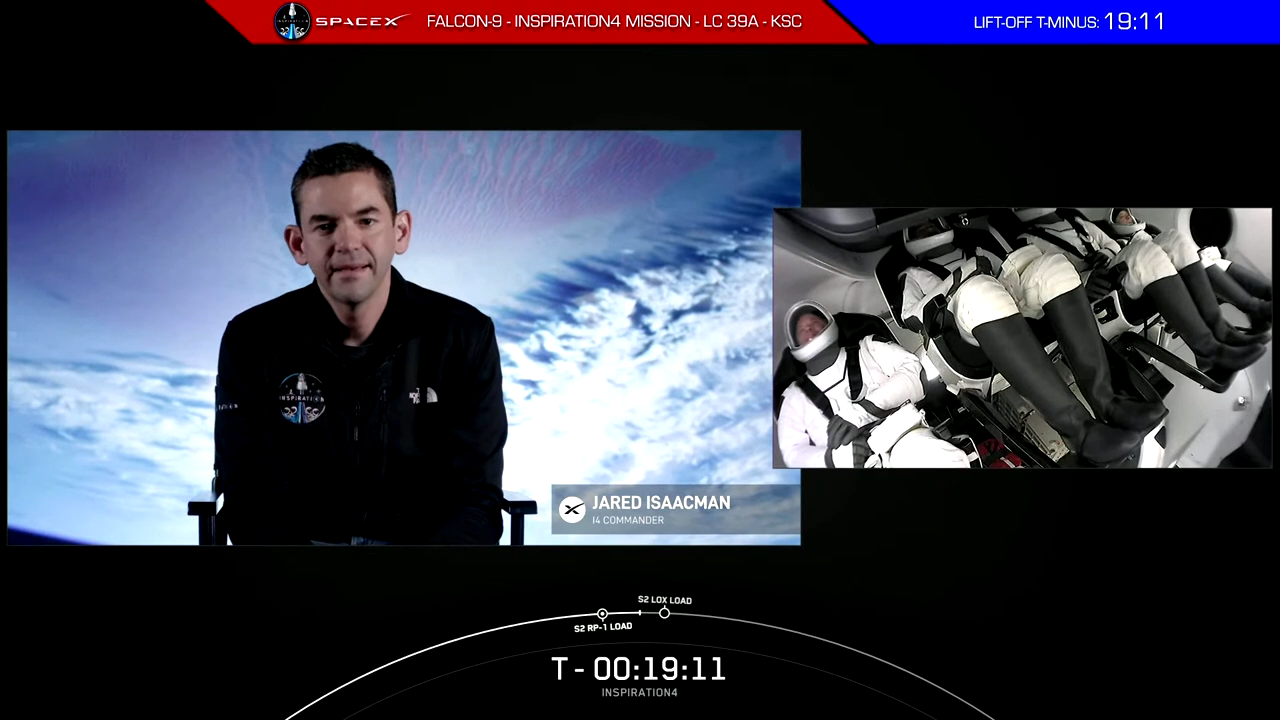 SPACEX
FALCON-9 - INSPIRATION4 MISSION - LC 39A - KSC
LIFT-OFF T-MINUS: 19:11
INSPIRATI4N
JARED ISAACMAN
I4 COMMANDER
S2 LOX LOAD
S2 RP-1 LOAD
T- 00:19:11
INSPIRATION4